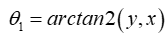 θ₁ = arctan2(y, x)